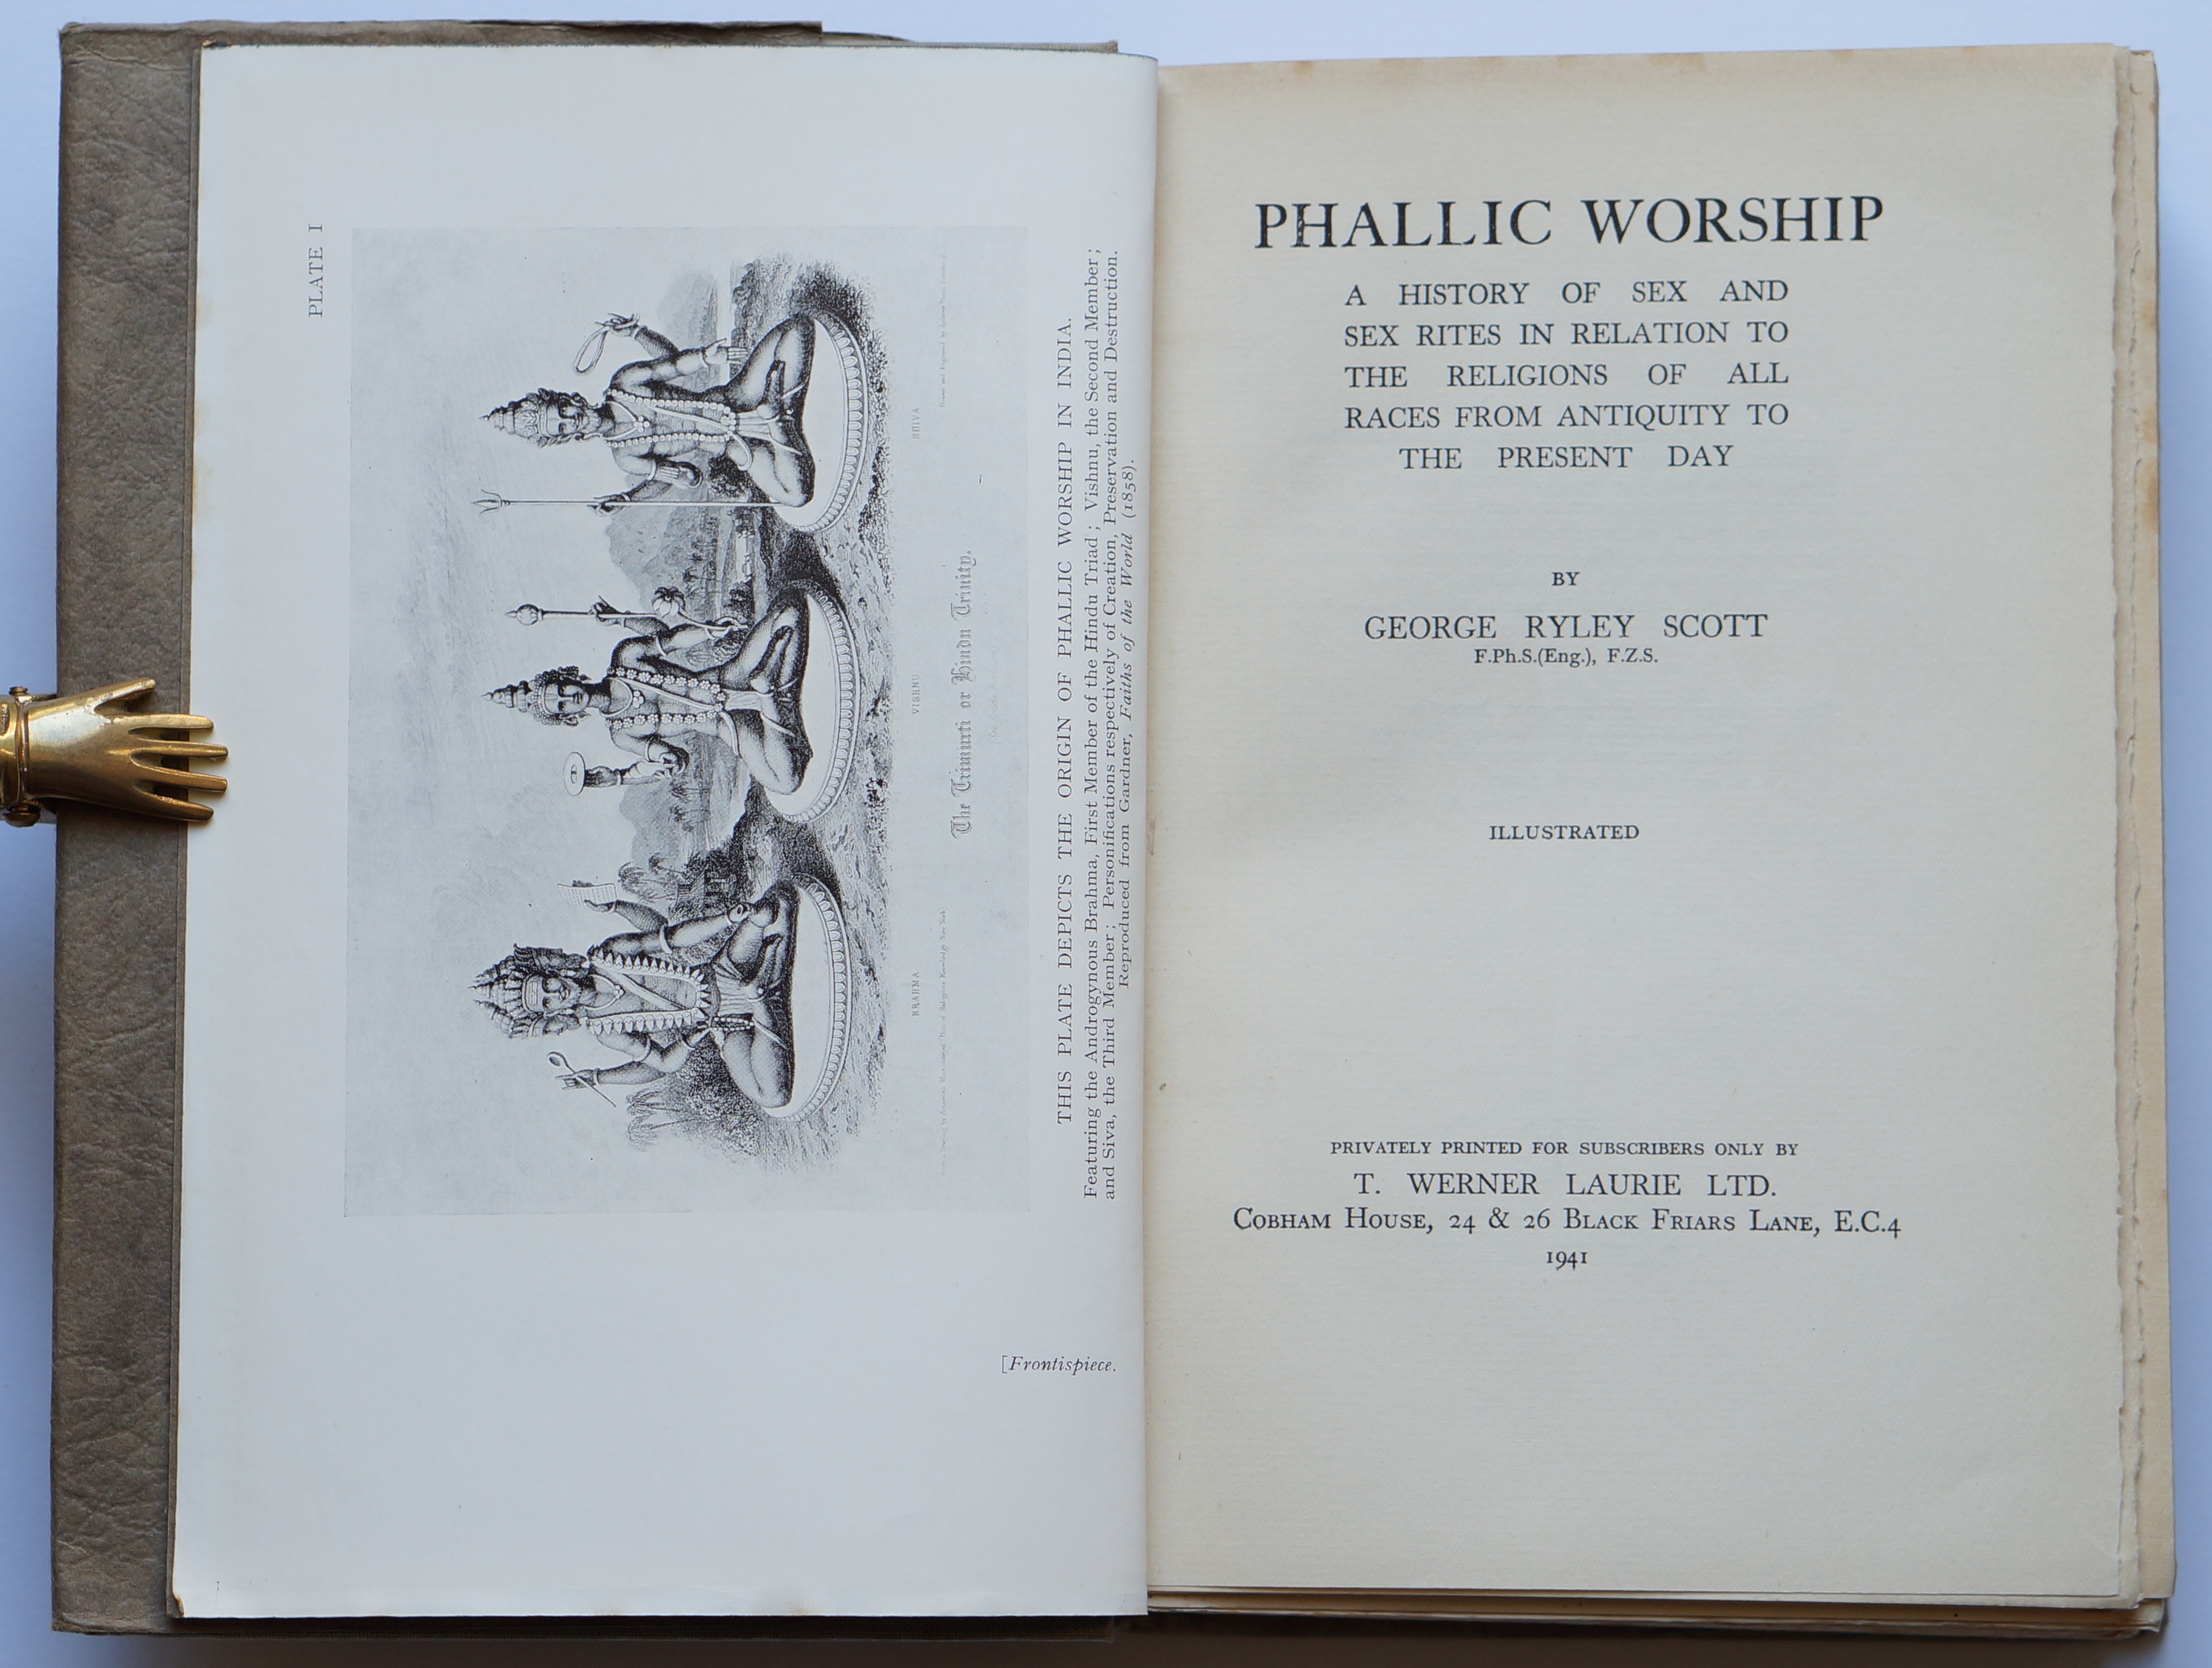 PLATE I
BRAHMA
VISHNU
SHIVA
The Trimurti or Hindu Trinity.
THIS PLATE DEPICTS THE ORIGIN OF PHALLIC WORSHIP IN INDIA.
Featuring the Androgynous Brahma, First Member of the Hindu Triad; Vishnu, the Second Member;
and Siva, the Third Member; Personifications respectively of Creation, Preservation and Destruction.
Reproduced from Gardner, Faiths of the World (1858).
[Frontispiece.
PHALLIC WORSHIP
A HISTORY OF SEX AND
SEX RITES IN RELATION TO
THE RELIGIONS OF ALL
RACES FROM ANTIQUITY TO
THE PRESENT DAY
BY
GEORGE RYLEY SCOTT
F.Ph.S.(Eng.), F.Z.S.
ILLUSTRATED
PRIVATELY PRINTED FOR SUBSCRIBERS ONLY BY
T. WERNER LAURIE LTD.
COBHAM HOUSE, 24 & 26 BLACK FRIARS LANE, E.C.4
1941